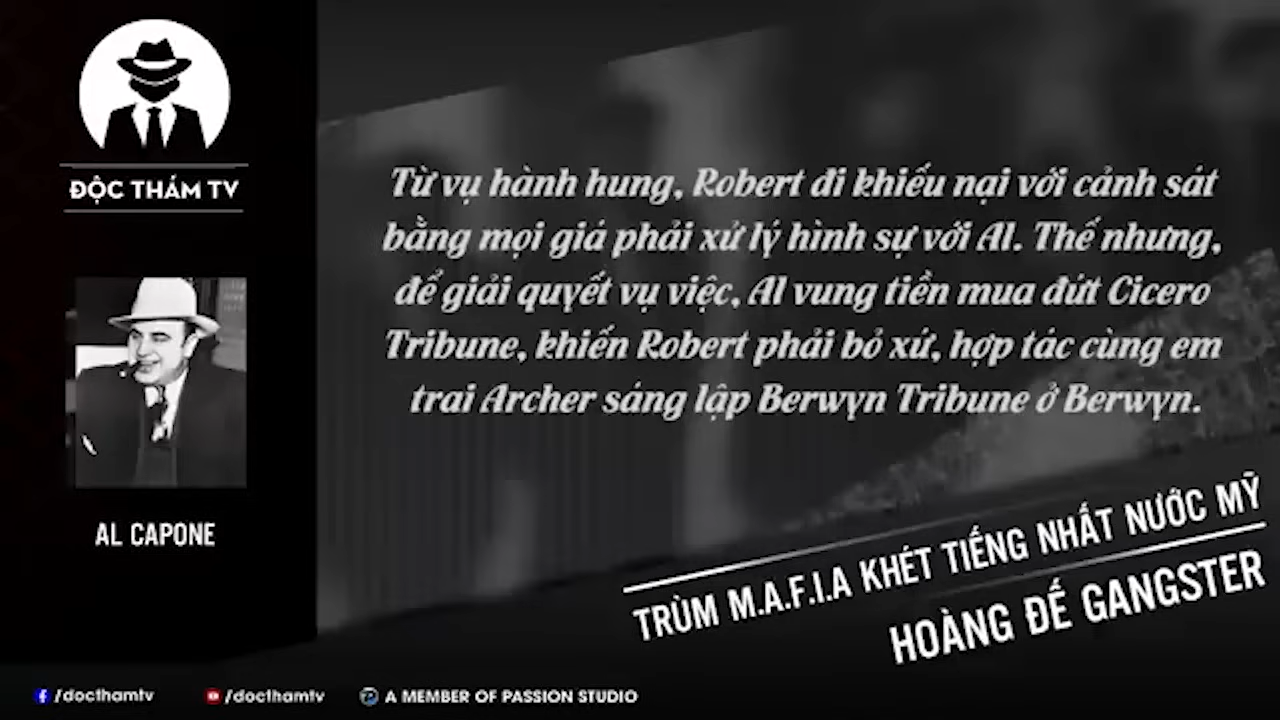 ĐỘC THÁM TV
AL CAPONE
Từ vụ hành hung, Robert đi khiếu nại với cảnh sát
bằng mọi giá phải xử lý hình sự với Al. Thế nhưng,
để giải quyết vụ việc, Al vung tiền mua đứt Cicero
Tribune, khiến Robert phải bỏ xứ, hợp tác cùng em
trai Archer sáng lập Berwyn Tribune ở Berwyn.
TRÙM M.A.F.I.A KHÉT TIẾNG NHẤT NƯỚC MỸ
HOÀNG ĐẾ GANGSTER
/docthamtv
/docthamtv
A MEMBER OF PASSION STUDIO